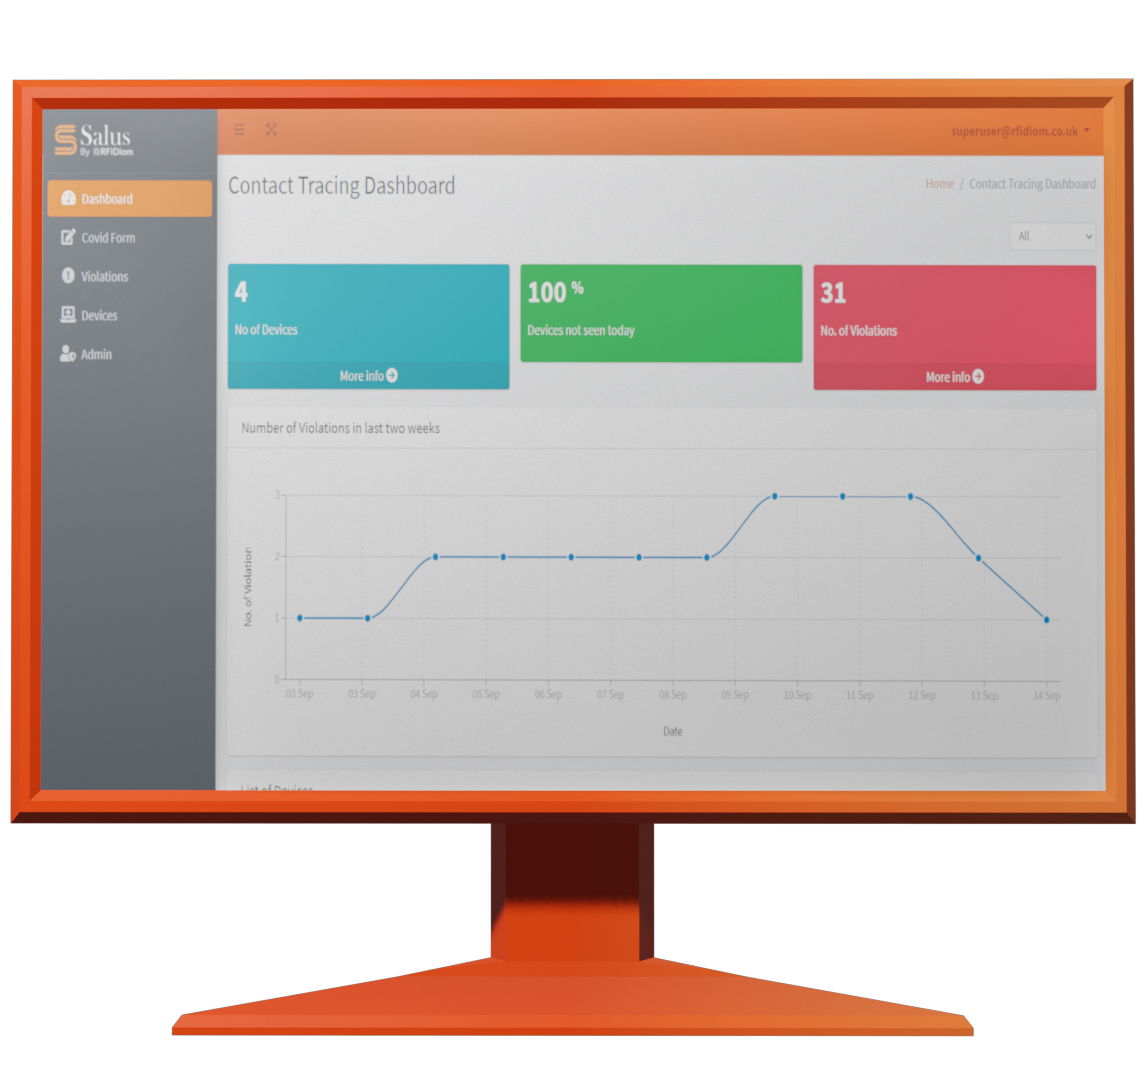 Salus
By RFIDiom
superuser@rfidiom.co.uk
Dashboard
Covid Form
Violations
Devices
Admin
Contact Tracing Dashboard
Home / Contact Tracing Dashboard
All
4
No of Devices
More info
100 %
Devices not seen today
31
No. of Violations
More info
Number of Violations in last two weeks
No. of Violation
3
2
1
0
03 Sep 03 Sep 04 Sep 05 Sep 06 Sep 07 Sep 08 Sep 09 Sep 10 Sep 11 Sep 12 Sep 13 Sep 14 Sep
Date
List of Devices